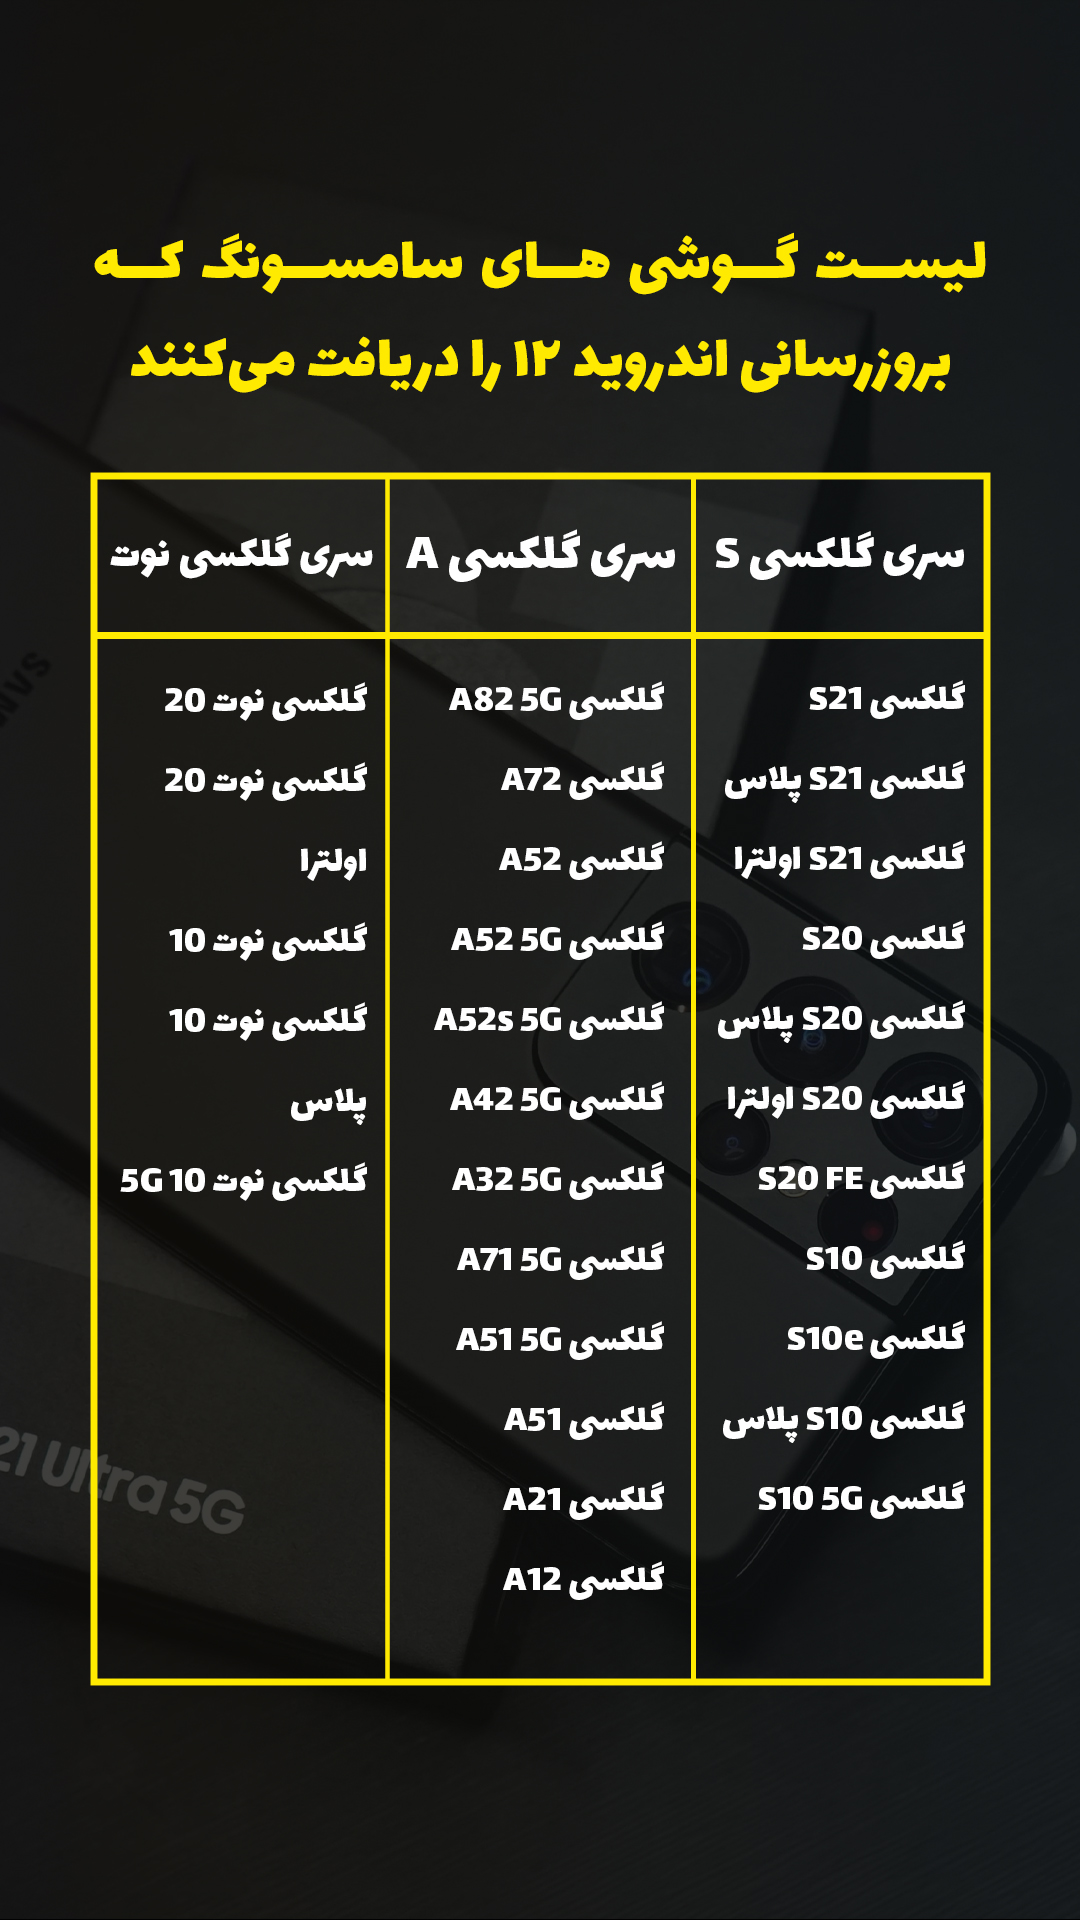 لیست گوشی های سامسونگ که
بروزرسانی اندروید ۱۲ را دریافت می‌کنند
سری گلکسی S
گلکسی S21
گلکسی S21 پلاس
گلکسی S21 اولترا
گلکسی S20
گلکسی S20 پلاس
گلکسی S20 اولترا
گلکسی S20 FE
گلکسی S10
گلکسی S10e
گلکسی S10 پلاس
گلکسی S10 5G
سری گلکسی A
گلکسی A82 5G
گلکسی A72
گلکسی A52
گلکسی A52 5G
گلکسی A52s 5G
گلکسی A42 5G
گلکسی A32 5G
گلکسی A71 5G
گلکسی A51 5G
گلکسی A51
گلکسی A21
گلکسی A12
سری گلکسی نوت
گلکسی نوت 20
گلکسی نوت 20
اولترا
گلکسی نوت 10
گلکسی نوت 10
پلاس
گلکسی نوت 10 5G
21 Ultra 5G